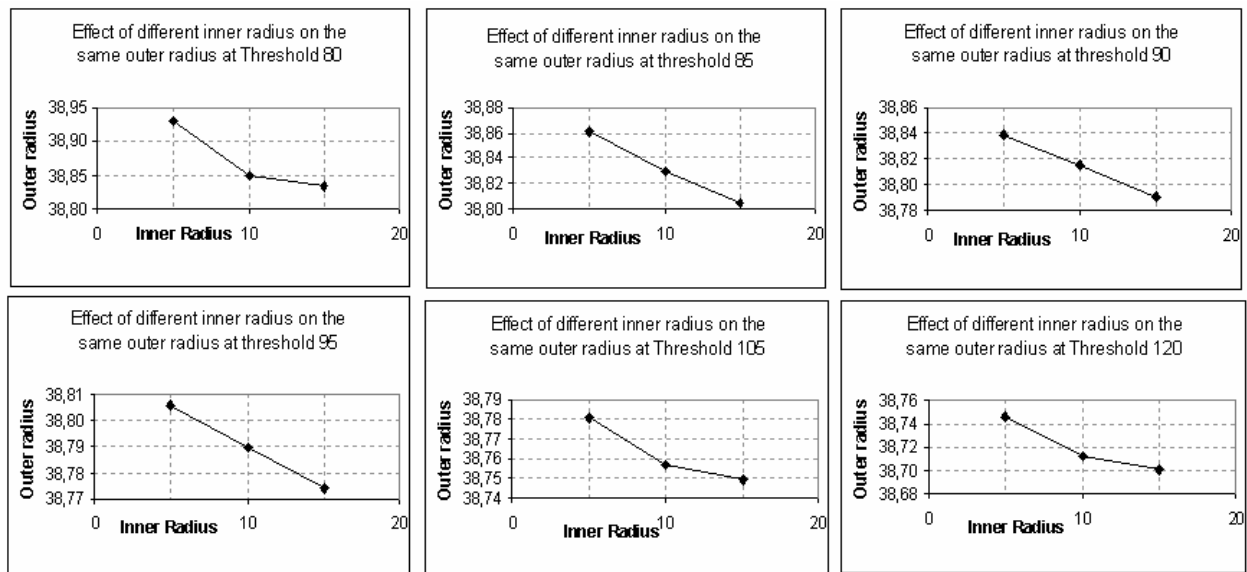 Effect of different inner radius on the
same outer radius at Threshold 80
38,95
38,90
38,85
38,80
Outer radius
0
10
20
Inner Radius
Effect of different inner radius on the
same outer radius at threshold 85
38,88
38,86
38,84
38,82
38,80
Outer radius
0
10
20
Inner Radius
Effect of different inner radius on the
same outer radius at threshold 90
38,86
38,84
38,82
38,80
38,78
Outer radius
0
10
20
Inner Radius
Effect of different inner radius on the
same outer radius at threshold 95
38,81
38,80
38,79
38,78
38,77
Outer radius
0
10
20
Inner Radius
Effect of different inner radius on the
same outer radius at Threshold 105
38,79
38,78
38,77
38,76
38,75
38,74
Outer radius
0
10
20
Inner Radius
Effect of different inner radius on the
same outer radius at Threshold 120
38,76
38,74
38,72
38,70
38,68
Outer radius
0
10
20
Inner Radius